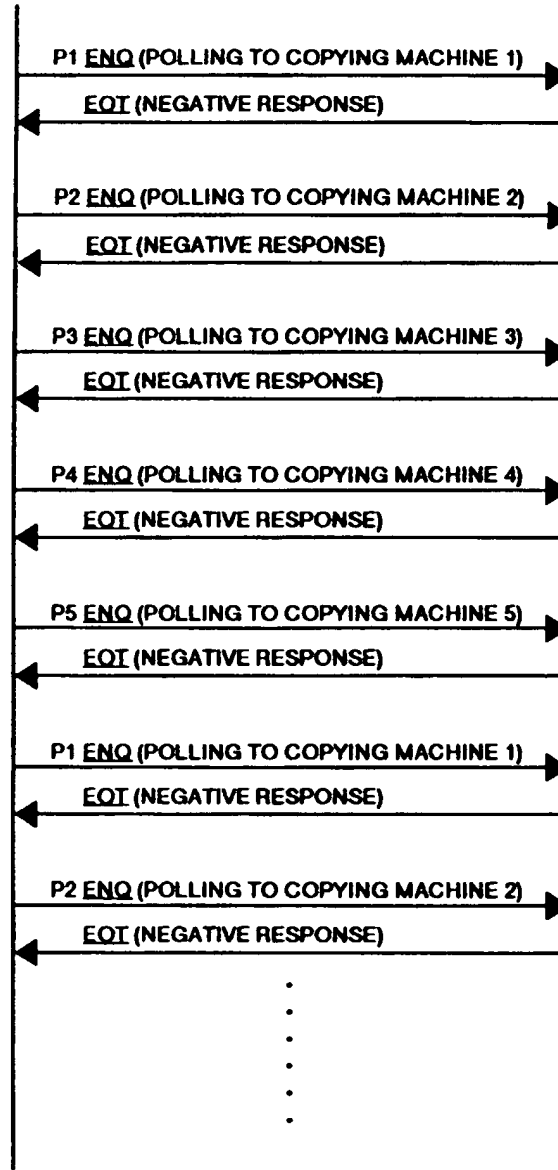 P1 ENQ (POLLING TO COPYING MACHINE 1)
EOT (NEGATIVE RESPONSE)
P2 ENQ (POLLING TO COPYING MACHINE 2)
EOT (NEGATIVE RESPONSE)
P3 ENQ (POLLING TO COPYING MACHINE 3)
EOT (NEGATIVE RESPONSE)
P4 ENQ (POLLING TO COPYING MACHINE 4)
EOT (NEGATIVE RESPONSE)
P5 ENQ (POLLING TO COPYING MACHINE 5)
EOT (NEGATIVE RESPONSE)
P1 ENQ (POLLING TO COPYING MACHINE 1)
EOT (NEGATIVE RESPONSE)
P2 ENQ (POLLING TO COPYING MACHINE 2)
EOT (NEGATIVE RESPONSE)